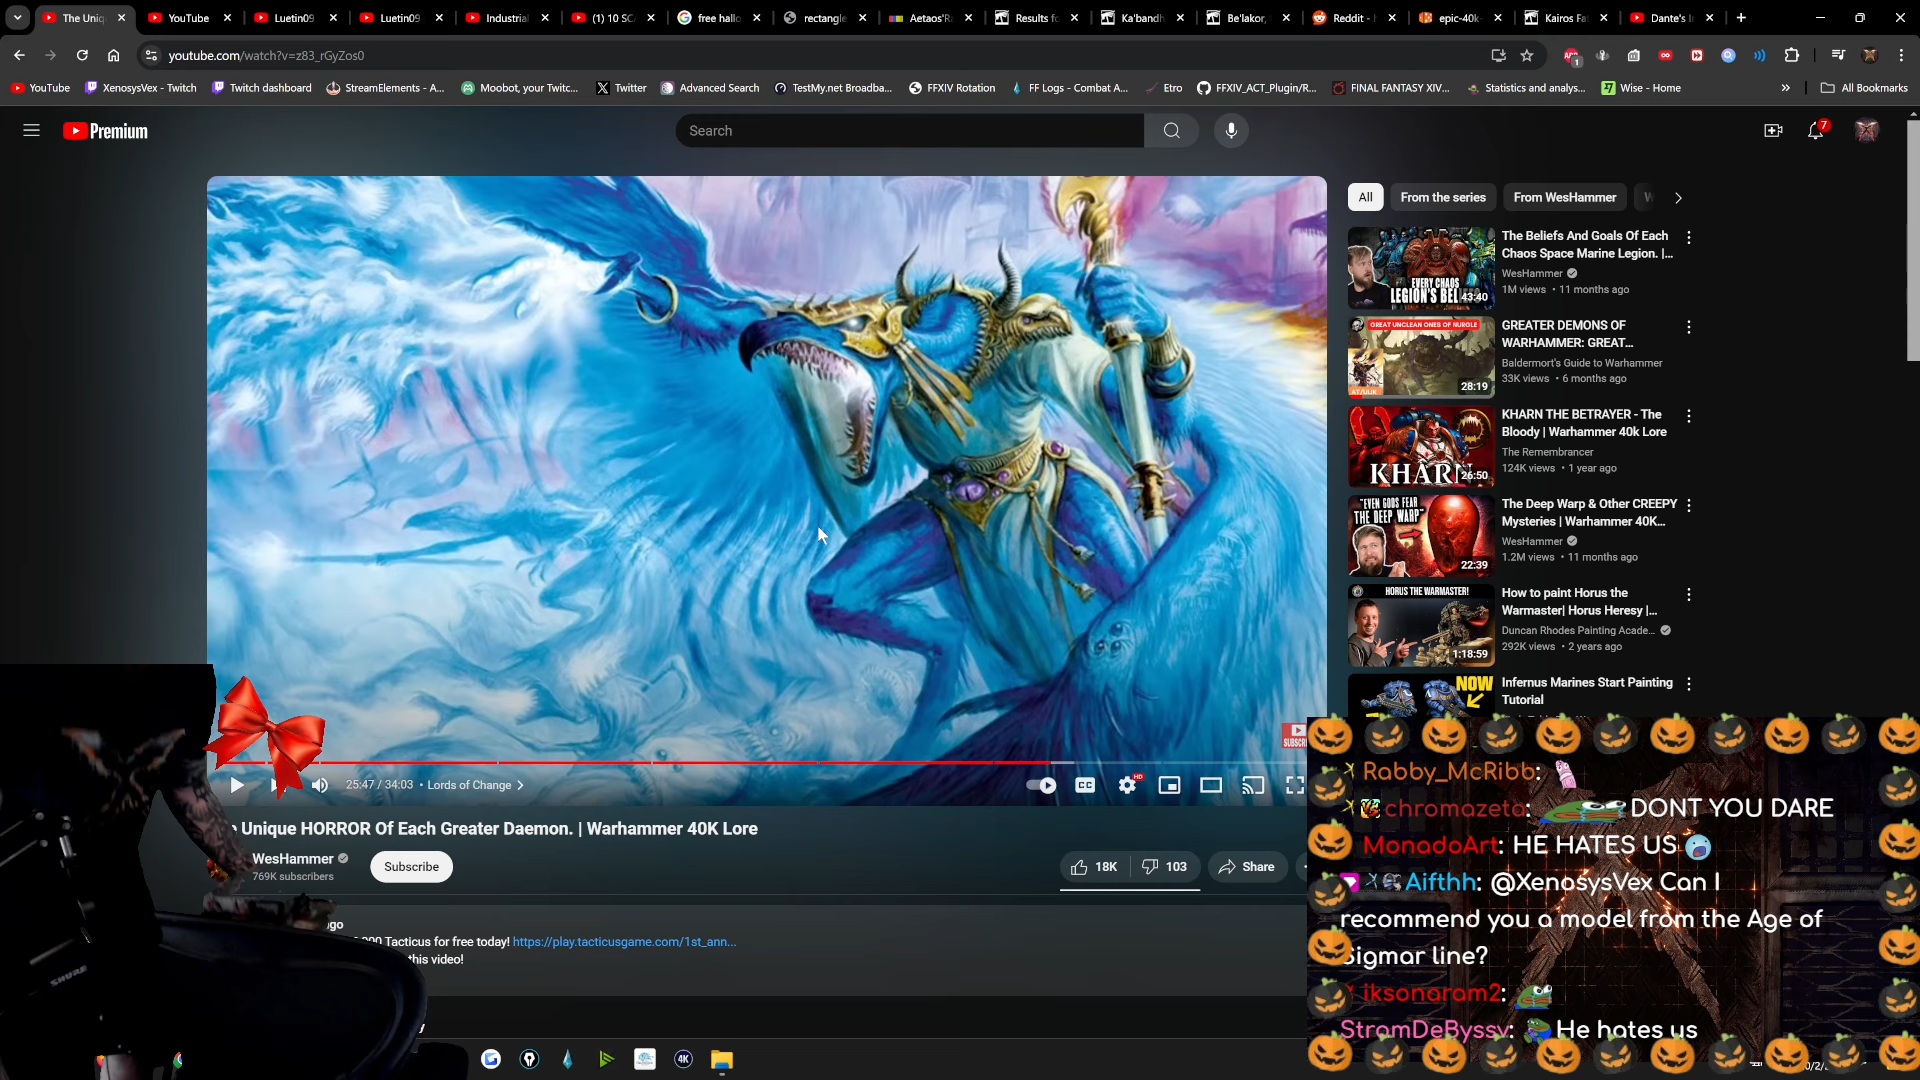 The Uniq
YouTube
Luetin09
Luetin09
Industrial
(1) 10 SC
free hallo
rectangle
Aetaos'R
Results fo
Ka'bandh
Be'lakor,
Reddit -
epic-40k-
Kairos Fa
Dante's I
youtube.com/watch?v=z83_rGyZos0
1
YouTube
XenosysVex - Twitch
Twitch dashboard
StreamElements - A...
Moobot, your Twitc...
Twitter
Advanced Search
TestMy.net Broadba...
FFXIV Rotation
FF Logs - Combat A...
Etro
FFXIV_ACT_Plugin/R...
FINAL FANTASY XIV...
Statistics and analys...
Wise - Home
All Bookmarks
Premium
Search
7
All
From the series
From WesHammer
W
The Beliefs And Goals Of Each
Chaos Space Marine Legion. |...
WesHammer
1M views • 11 months ago
EVERY CHAOS
LEGION'S BEL
43:40
GREATER DEMONS OF
WARHAMMER: GREAT...
Baldermort's Guide to Warhammer
33K views • 6 months ago
GREAT UNCLEAN ONES OF NURGLE
28:19
KHARN THE BETRAYER - The
Bloody | Warhammer 40k Lore
The Remembrancer
124K views • 1 year ago
KHÂRN
26:50
The Deep Warp & Other CREEPY
Mysteries | Warhammer 40K...
WesHammer
1.2M views • 11 months ago
"EVEN GODS FEAR
THE DEEP WARP"
22:39
How to paint Horus the
Warmaster| Horus Heresy |...
Duncan Rhodes Painting Acade...
292K views • 2 years ago
HORUS THE WARMASTER!
1:18:59
Infernus Marines Start Painting
Tutorial
NOW
SUBSCR
25:47 / 34:03 • Lords of Change
CC
HD
Unique HORROR Of Each Greater Daemon. | Warhammer 40K Lore
WesHammer
769K subscribers
Subscribe
18K
103
Share
ago
Tacticus for free today! https://play.tacticusgame.com/1st_ann...
this video!
SHURE
4K
Rabby_McRibb:
chromazeta: DONT YOU DARE
MonadoArt: HE HATES US
Aifthh: @XenosysVex Can I
recommend you a model from the Age of
Sigmar line?
iksonaram2:
StromDeByssy: He hates us